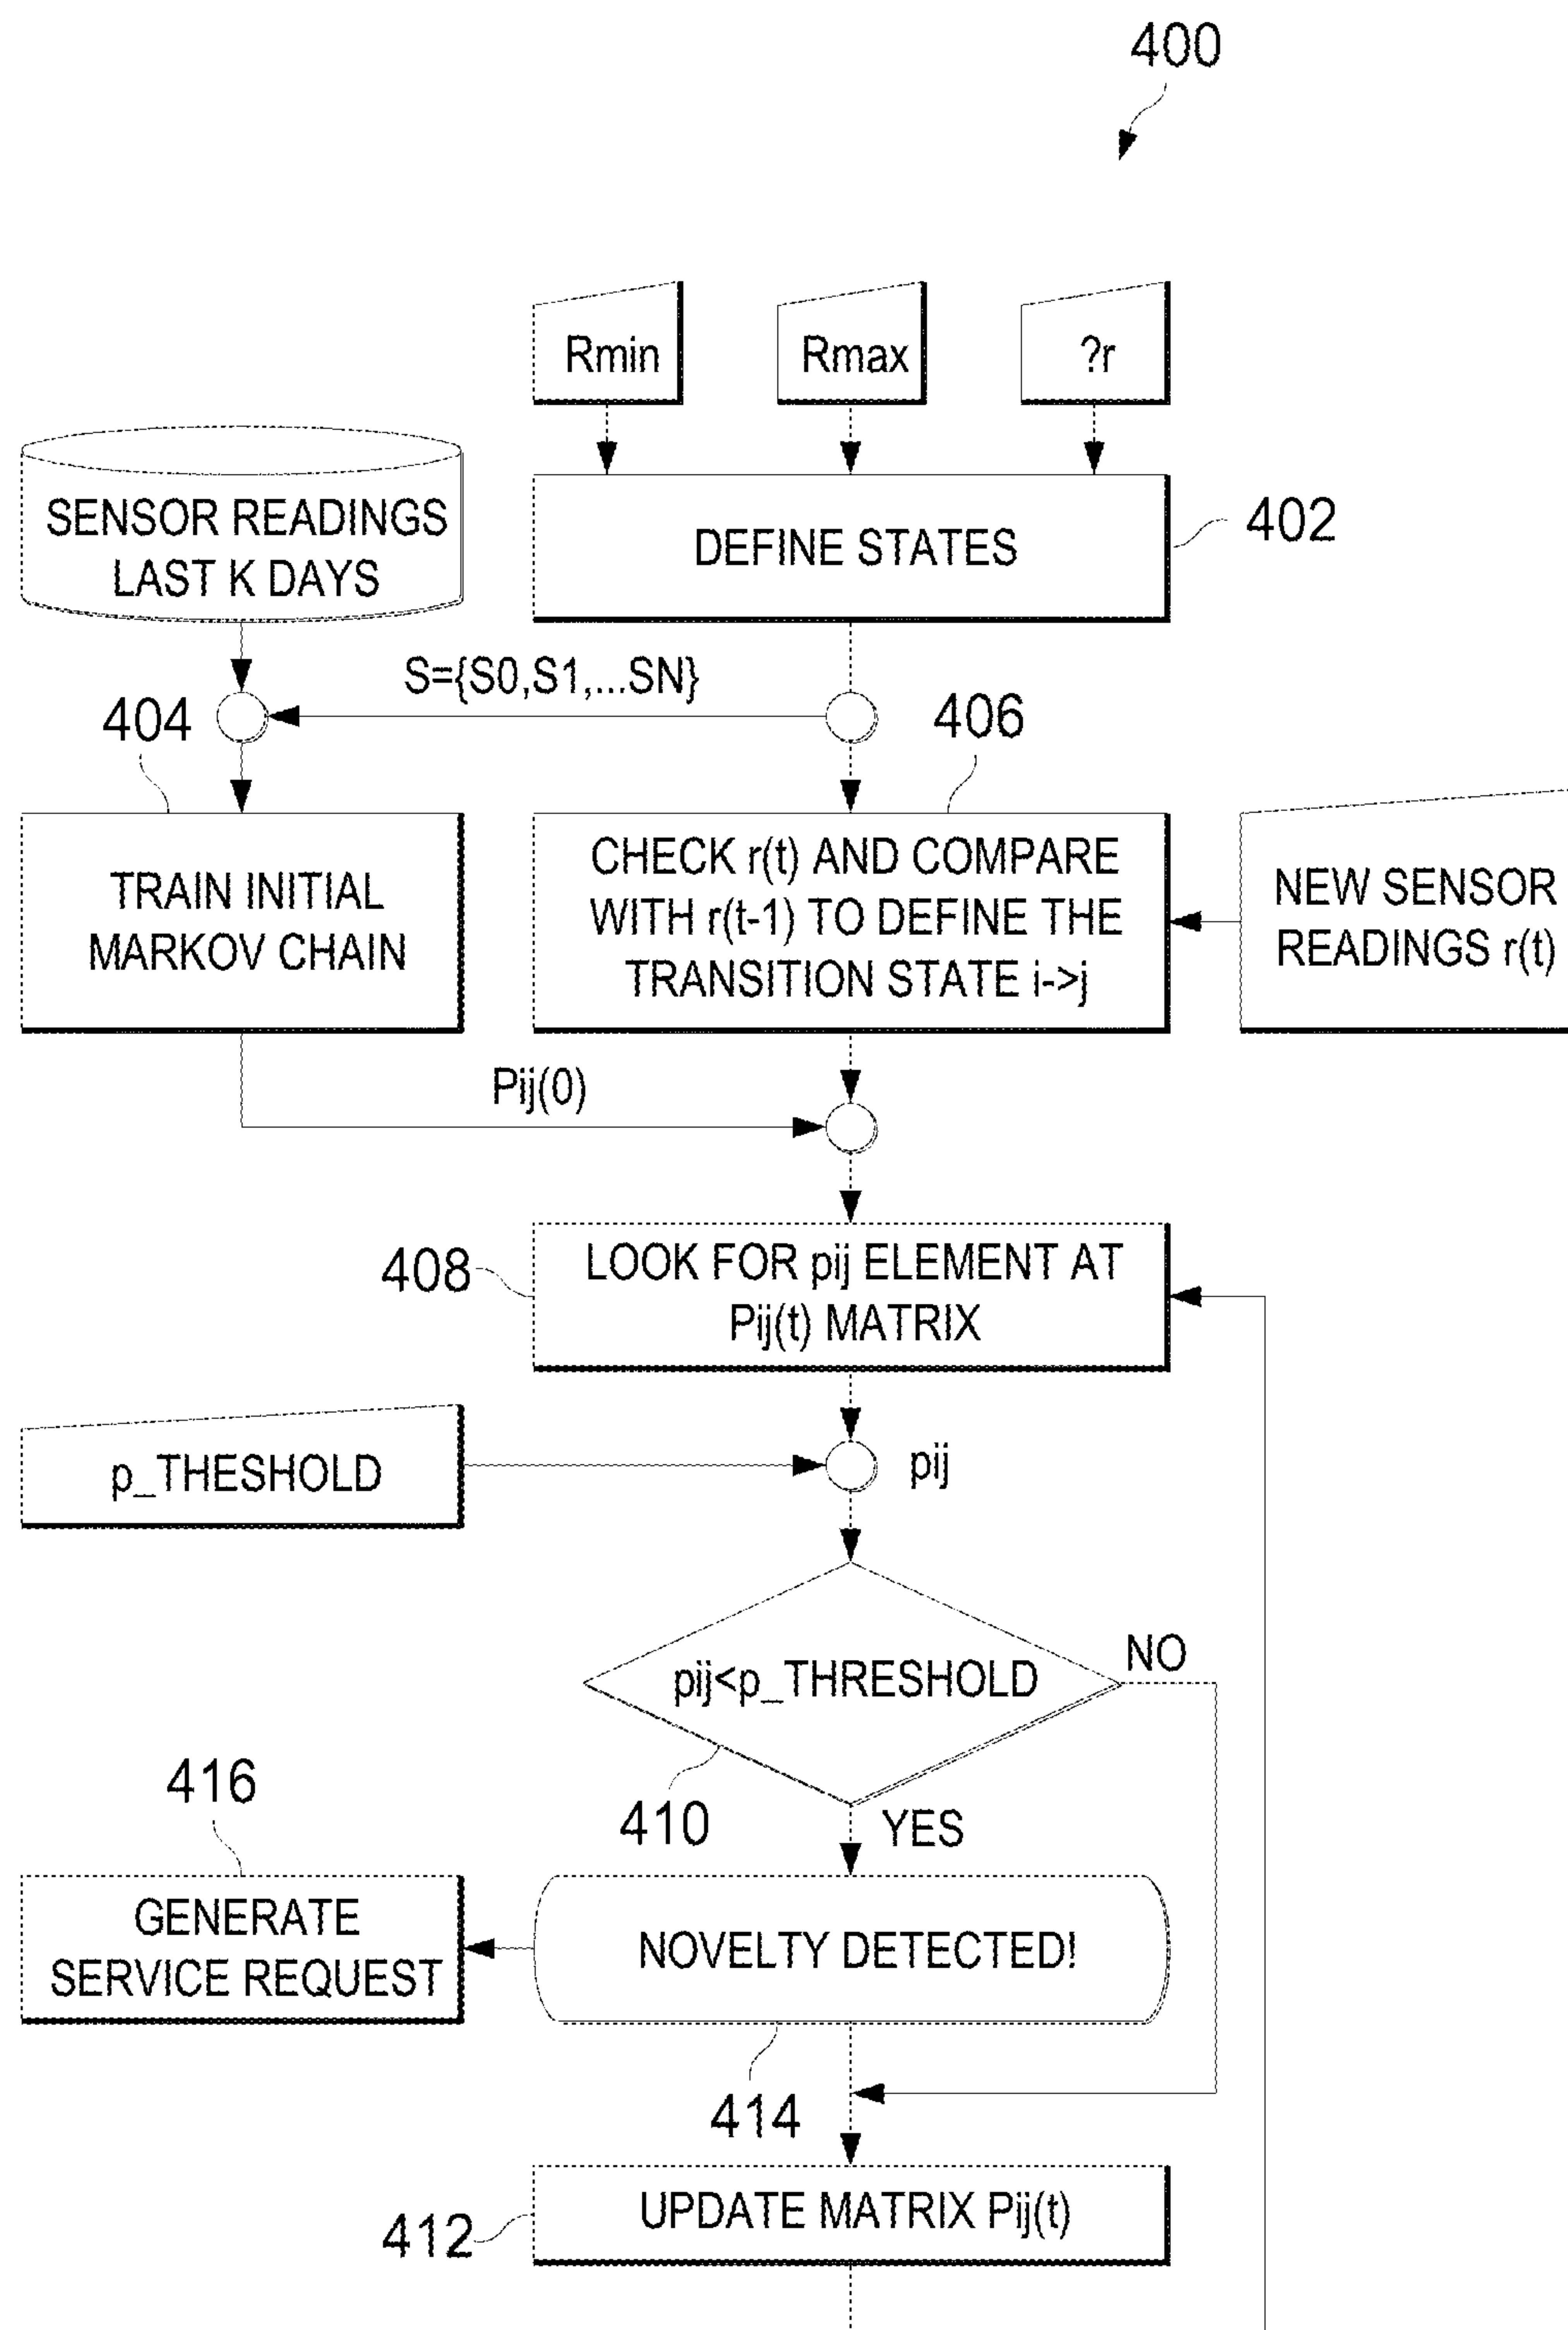 400
Rmin
Rmax
?r
SENSOR READINGS
LAST K DAYS
DEFINE STATES
402
S={S0,S1,...SN}
404
406
TRAIN INITIAL
MARKOV CHAIN
CHECK r(t) AND COMPARE
WITH r(t-1) TO DEFINE THE
TRANSITION STATE i->j
NEW SENSOR
READINGS r(t)
Pij(0)
408
LOOK FOR pij ELEMENT AT
Pij(t) MATRIX
p_THESHOLD
pij
pij<p_THRESHOLD
NO
410
YES
416
GENERATE
SERVICE REQUEST
NOVELTY DETECTED!
414
UPDATE MATRIX Pij(t)
412